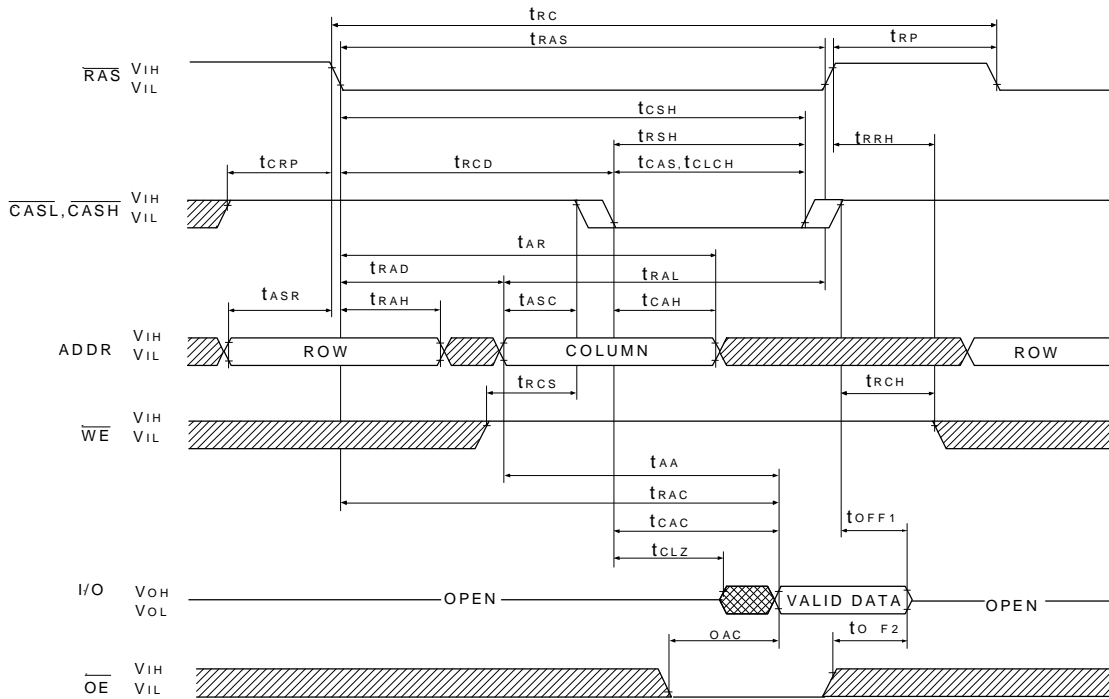 tRC
tRAS
tRP
RAS VIH
VIL
tCSH
tRSH
tRRH
tCRP
tRCD
tCAS,tCLCH
CASL,CASH VIH
VIL
tAR
tRAD
tRAL
tASR
tRAH
tASC
tCAH
ADDR VIH
VIL
ROW
COLUMN
ROW
tRCS
tRCH
WE VIH
VIL
tAA
tRAC
tCAC
tOFF1
tCLZ
I/O VOH
VOL
OPEN
VALID DATA
OPEN
OAC
tO F2
OE VIH
VIL